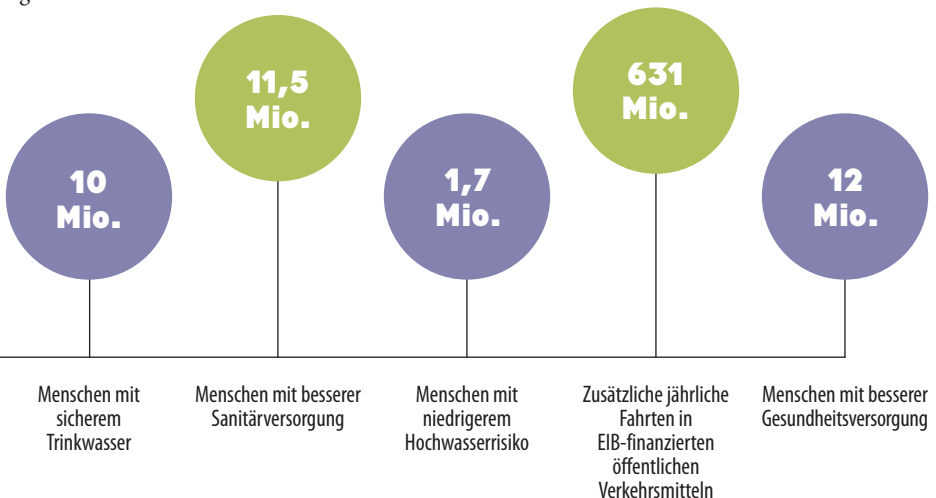 11,5
Mio.
631
Mio.
10
Mio.
1,7
Mio.
12
Mio.
Menschen mit
sicherem
Trinkwasser
Menschen mit besserer
Sanitärversorgung
Menschen mit
niedrigerem
Hochwasserrisiko
Zusätzliche jährliche
Fahrten in
EIB-finanzierten
öffentlichen
Verkehrsmitteln
Menschen mit besserer
Gesundheitsversorgung